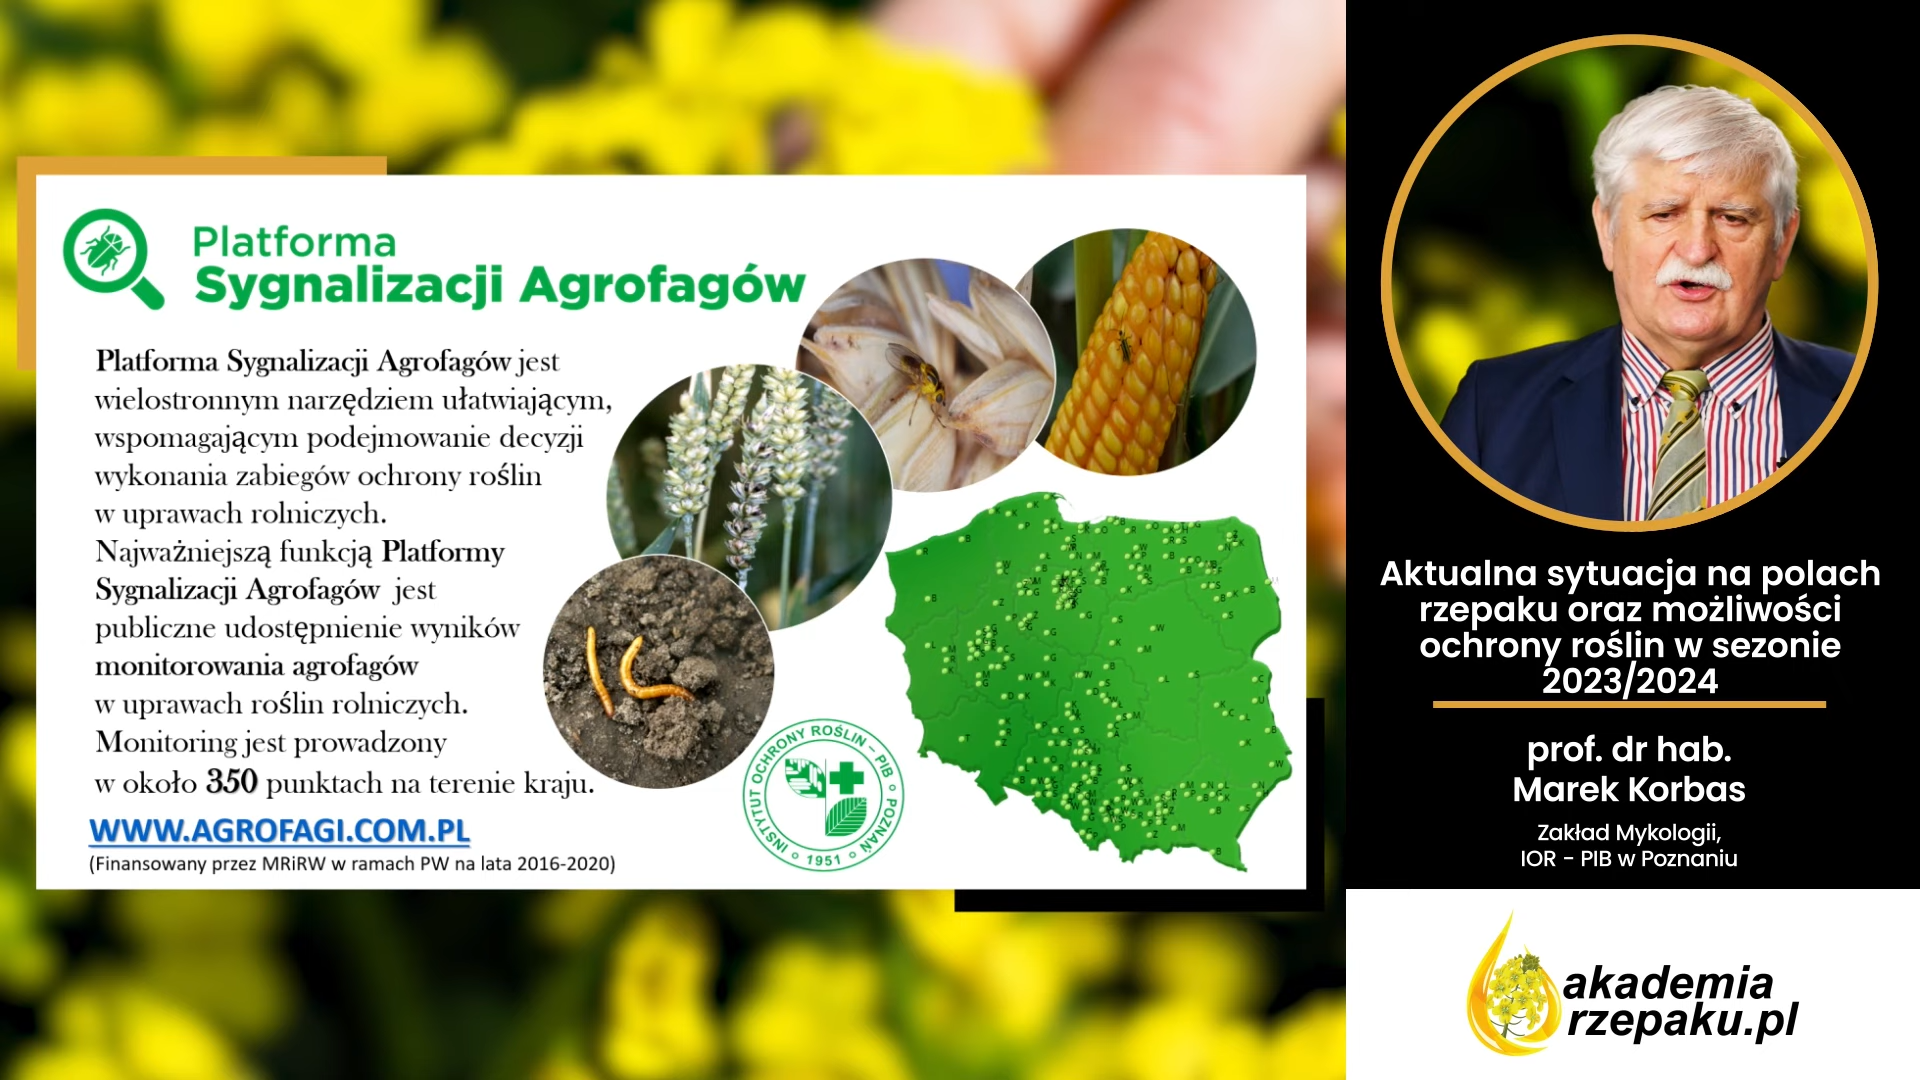 Platforma
Sygnalizacji Agrofagów
Platforma Sygnalizacji Agrofagów jest
wielostronnym narzędziem ułatwiającym,
wspomagającym podejmowanie decyzji
wykonania zabiegów ochrony roślin
w uprawach rolniczych.
Najważniejszą funkcją Platformy
Sygnalizacji Agrofagów jest
publiczne udostępnienie wyników
monitorowania agrofagów
w uprawach roślin rolniczych.
Monitoring jest prowadzony
w około 350 punktach na terenie kraju.
WWW.AGROFAGI.COM.PL
(Finansowany przez MRiRW w ramach PW na lata 2016-2020)
INSTYTUT OCHRONY ROŚLIN – PIB ○ POZNAŃ ○ 1951 ○
Aktualna sytuacja na polach
rzepaku oraz możliwości
ochrony roślin w sezonie
2023/2024
prof. dr hab.
Marek Korbas
Zakład Mykologii,
IOR - PIB w Poznaniu
akademia
rzepaku.pl